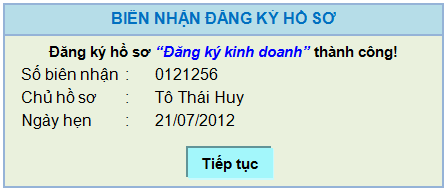 BIÊN NHẬN ĐĂNG KÝ HỒ SƠ
Đăng ký hồ sơ “Đăng ký kinh doanh” thành công!
Số biên nhận : 0121256
Chủ hồ sơ : Tô Thái Huy
Ngày hẹn : 21/07/2012
Tiếp tục